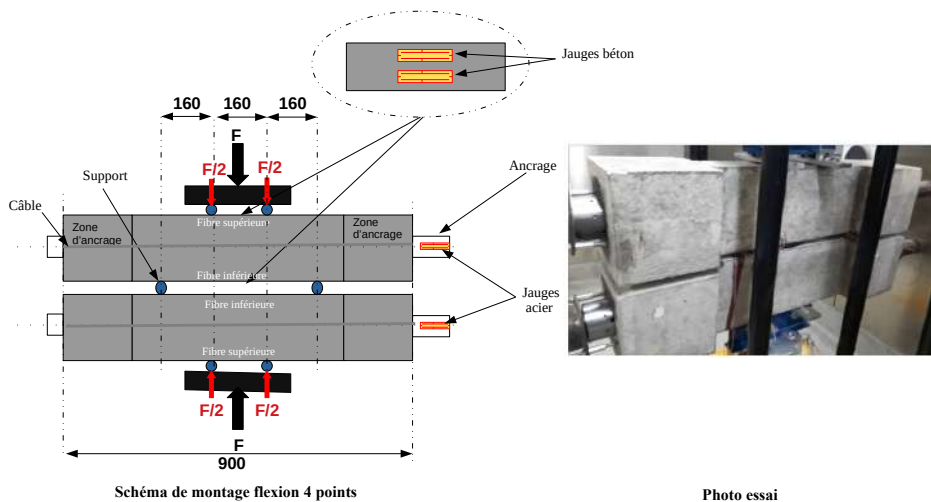 Jauges béton
160 160 160
F
F/2 F/2
Support
Ancrage
Câble
Zone
d'ancrage
Fibre supérieure
Zone
d'ancrage
Fibre inférieure
Fibre inférieure
Jauges
acier
Fibre supérieure
F/2 F/2
F
900
Schéma de montage flexion 4 points
Photo essai